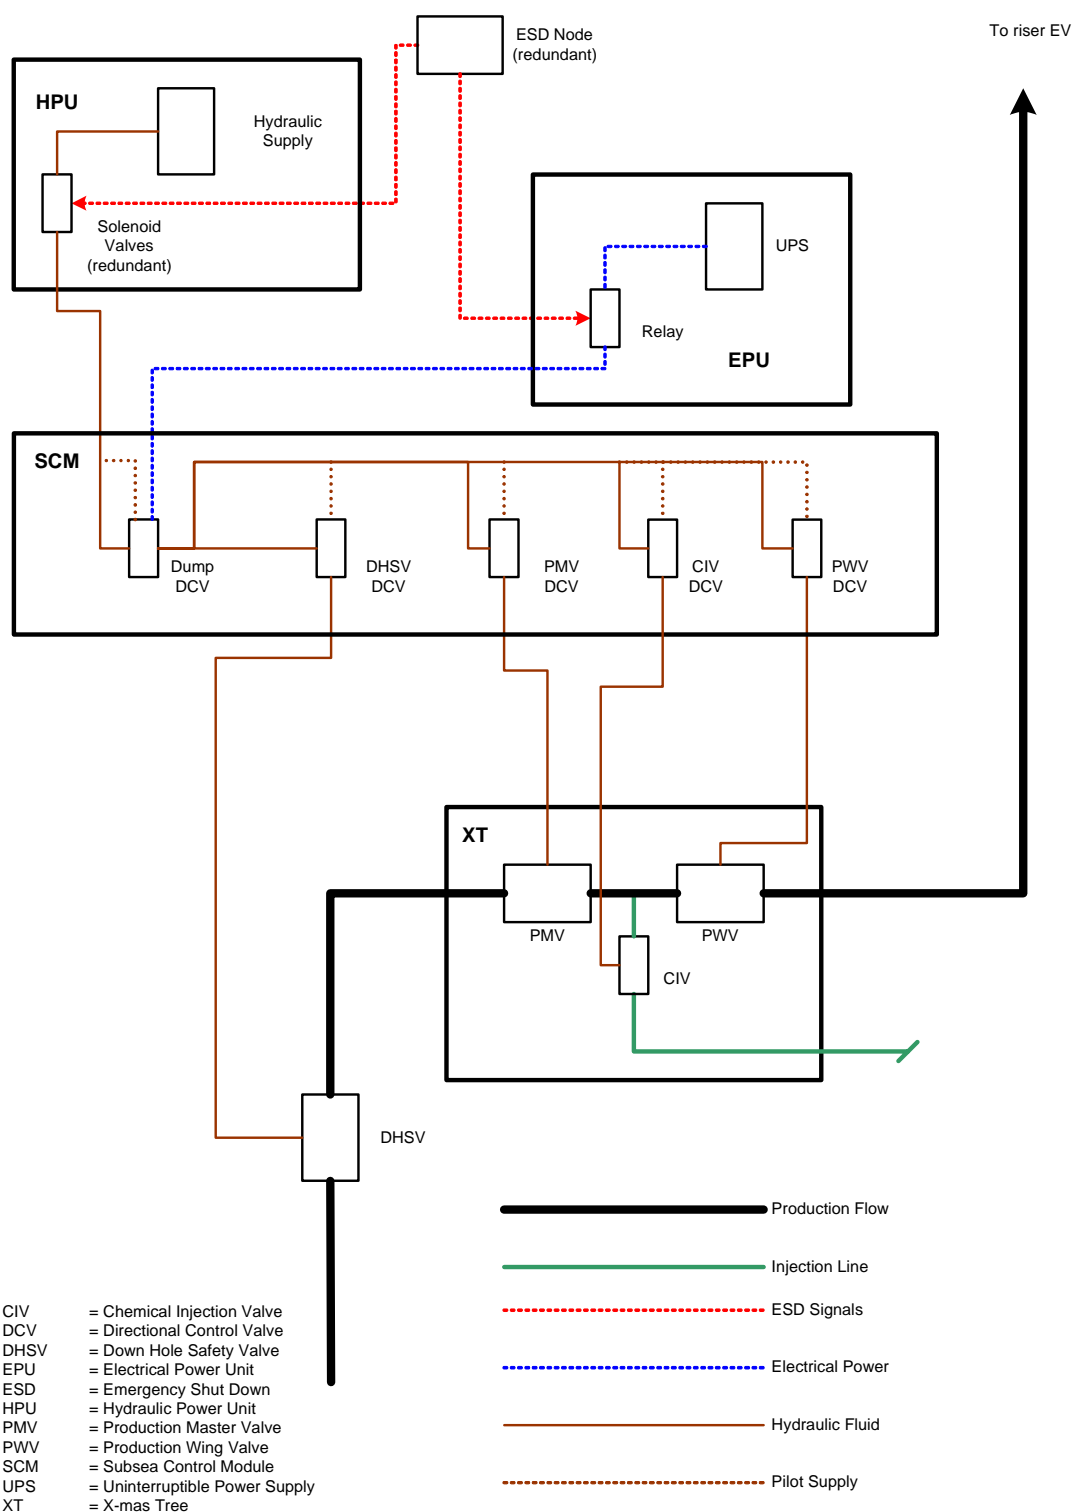 ESD Node
(redundant)
To riser EV
HPU
Hydraulic
Supply
Solenoid
Valves
(redundant)
UPS
Relay
EPU
SCM
Dump
DCV
DHSV
DCV
PMV
DCV
CIV
DCV
PWV
DCV
XT
PMV
PWV
CIV
DHSV
Production Flow
Injection Line
ESD Signals
Electrical Power
Hydraulic Fluid
Pilot Supply
CIV = Chemical Injection Valve
DCV = Directional Control Valve
DHSV = Down Hole Safety Valve
EPU = Electrical Power Unit
ESD = Emergency Shut Down
HPU = Hydraulic Power Unit
PMV = Production Master Valve
PWV = Production Wing Valve
SCM = Subsea Control Module
UPS = Uninterruptible Power Supply
XT = X-mas Tree